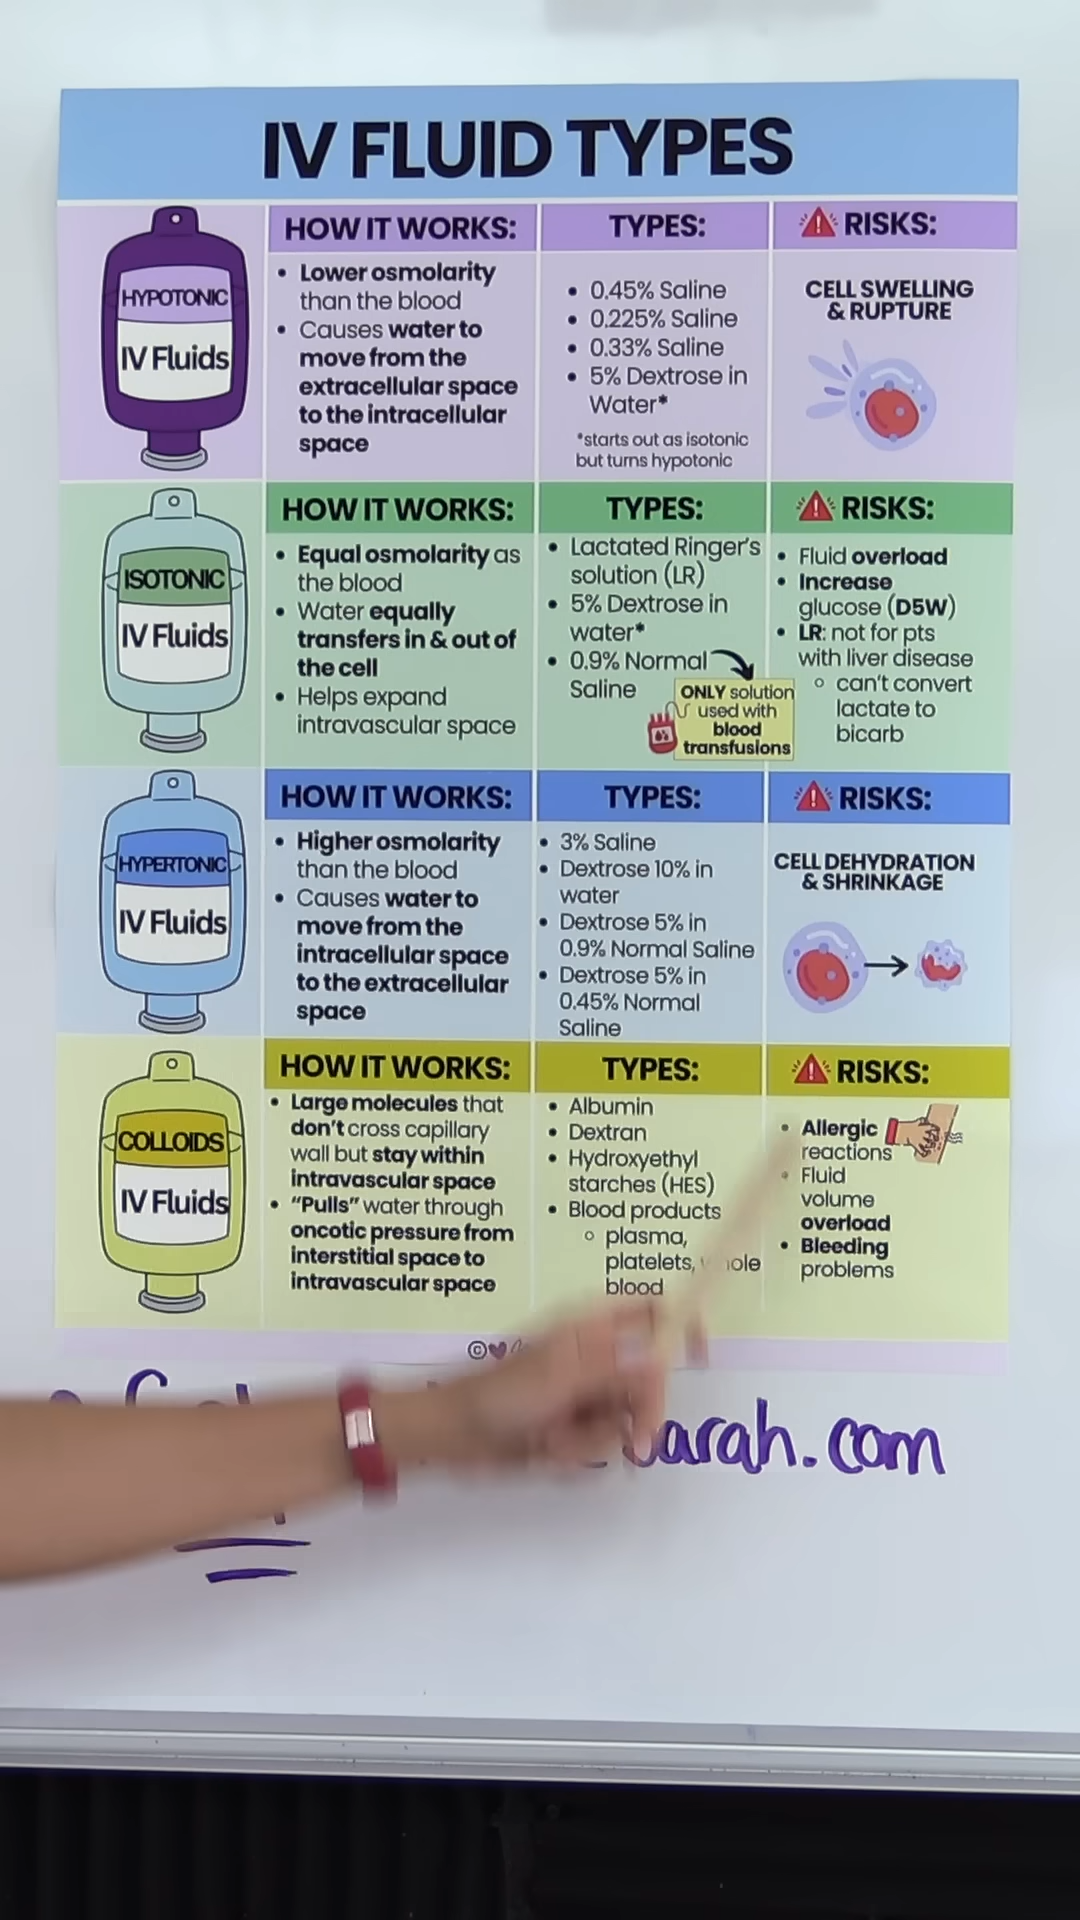 IV FLUID TYPES
HYPOTONIC
IV Fluids
HOW IT WORKS:
• Lower osmolarity
than the blood
• Causes water to
move from the
extracellular space
to the intracellular
space
TYPES:
• 0.45% Saline
• 0.225% Saline
• 0.33% Saline
• 5% Dextrose in
Water*
*starts out as isotonic
but turns hypotonic
RISKS:
CELL SWELLING
& RUPTURE
ISOTONIC
IV Fluids
HOW IT WORKS:
• Equal osmolarity as
the blood
• Water equally
transfers in & out of
the cell
• Helps expand
intravascular space
TYPES:
• Lactated Ringer's
solution (LR)
• 5% Dextrose in
water*
• 0.9% Normal
Saline
ONLY solution
used with
blood
transfusions
RISKS:
• Fluid overload
• Increase
glucose (D5W)
• LR: not for pts
with liver disease
○ can't convert
lactate to
bicarb
HYPERTONIC
IV Fluids
HOW IT WORKS:
• Higher osmolarity
than the blood
• Causes water to
move from the
intracellular space
to the extracellular
space
TYPES:
• 3% Saline
• Dextrose 10% in
water
• Dextrose 5% in
0.9% Normal Saline
• Dextrose 5% in
0.45% Normal
Saline
RISKS:
CELL DEHYDRATION
& SHRINKAGE
COLLOIDS
IV Fluids
HOW IT WORKS:
• Large molecules that
don't cross capillary
wall but stay within
intravascular space
• "Pulls" water through
oncotic pressure from
interstitial space to
intravascular space
TYPES:
• Albumin
• Dextran
• Hydroxyethyl
starches (HES)
• Blood products
○ plasma,
platelets, whole
blood
RISKS:
• Allergic
reactions
• Fluid
volume
overload
• Bleeding
problems
©
Sarah.com